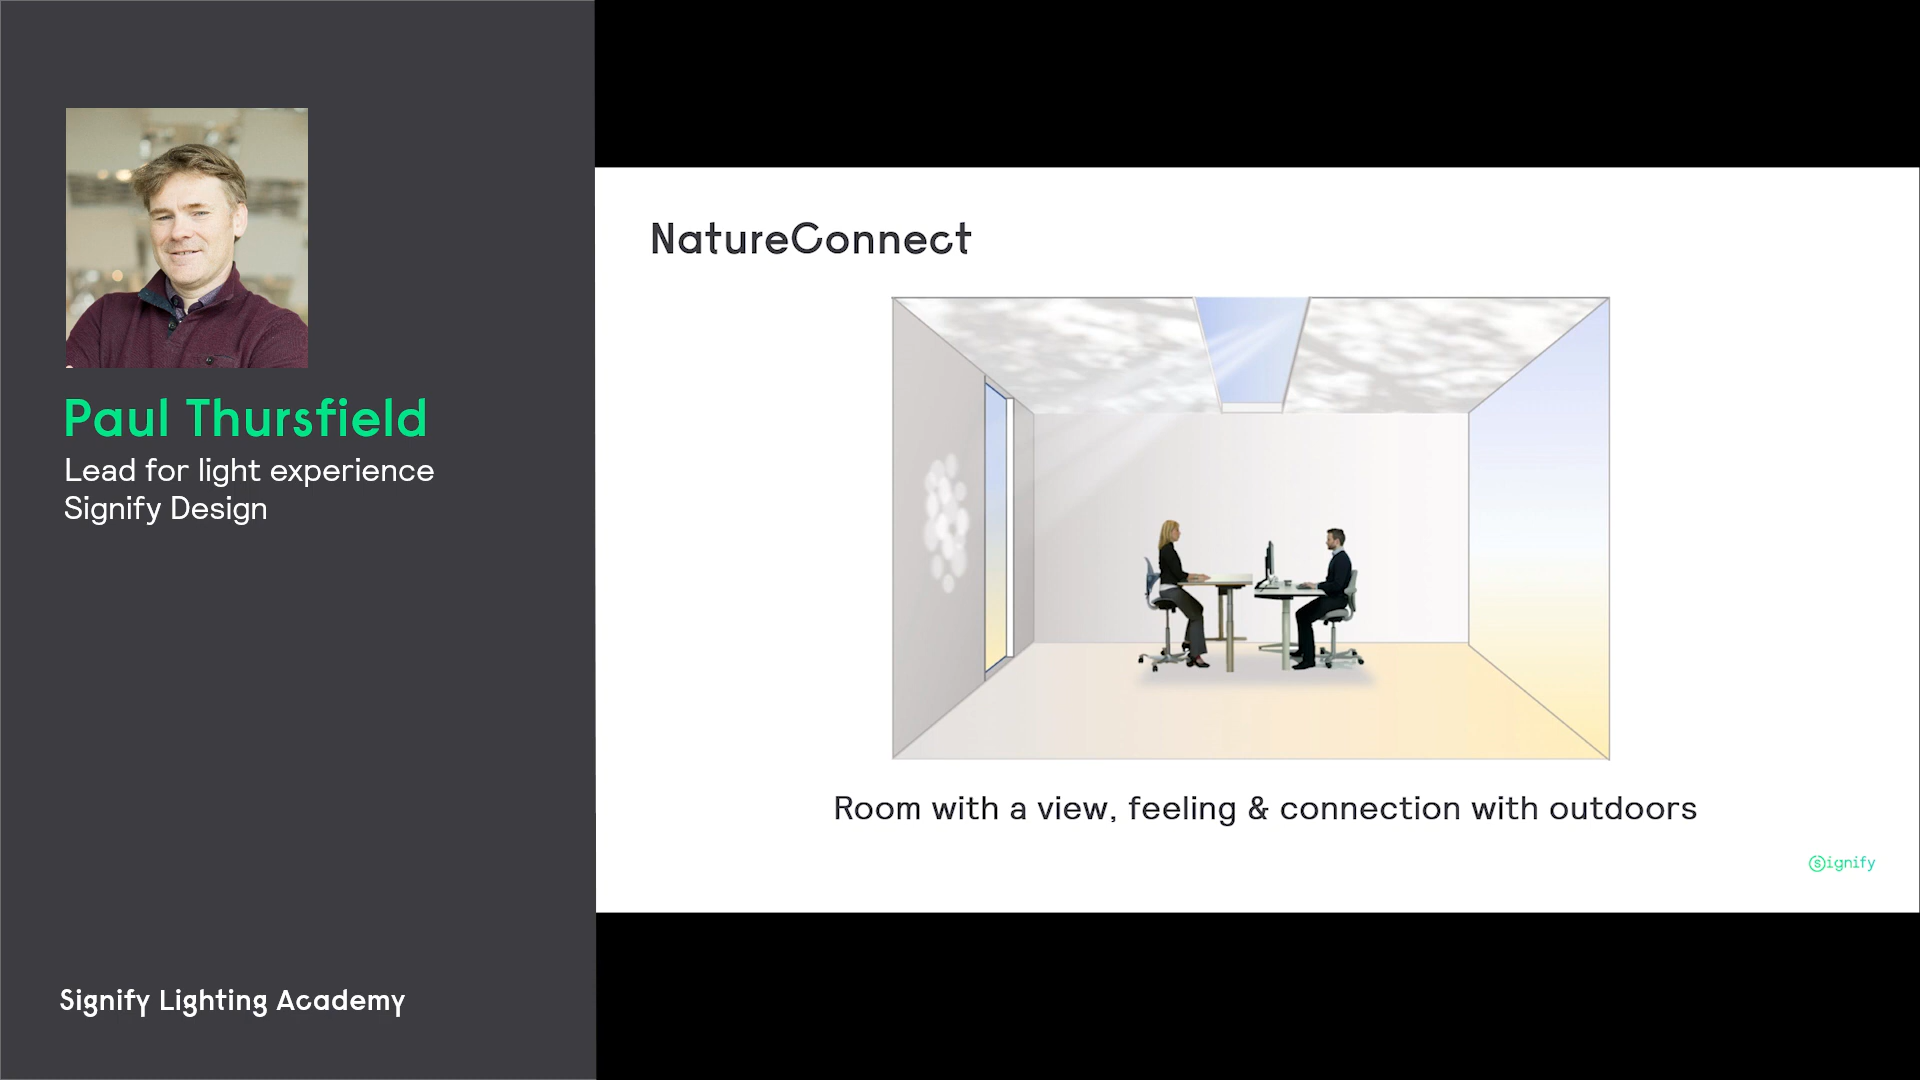 Paul Thursfield
Lead for light experience
Signify Design
Signify Lighting Academy
NatureConnect
Room with a view, feeling & connection with outdoors
Signify